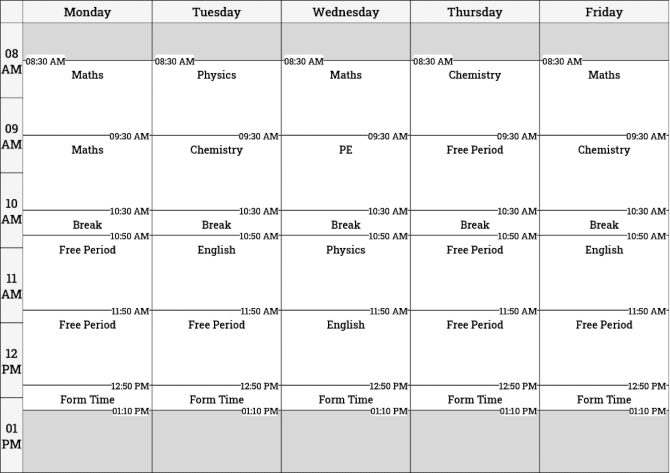 Monday Tuesday Wednesday Thursday Friday
08 AM
08:30 AM 08:30 AM 08:30 AM 08:30 AM 08:30 AM
Maths Physics Maths Chemistry Maths
09 AM
09:30 AM 09:30 AM 09:30 AM 09:30 AM 09:30 AM
Maths Chemistry PE Free Period Chemistry
10 AM
10:30 AM 10:30 AM 10:30 AM 10:30 AM 10:30 AM
Break Break Break Break Break
10:50 AM 10:50 AM 10:50 AM 10:50 AM 10:50 AM
Free Period English Physics Free Period English
11 AM
11:50 AM 11:50 AM 11:50 AM 11:50 AM 11:50 AM
Free Period Free Period English Free Period Free Period
12 PM
12:50 PM 12:50 PM 12:50 PM 12:50 PM 12:50 PM
Form Time Form Time Form Time Form Time Form Time
01:10 PM 01:10 PM 01:10 PM 01:10 PM 01:10 PM
01 PM